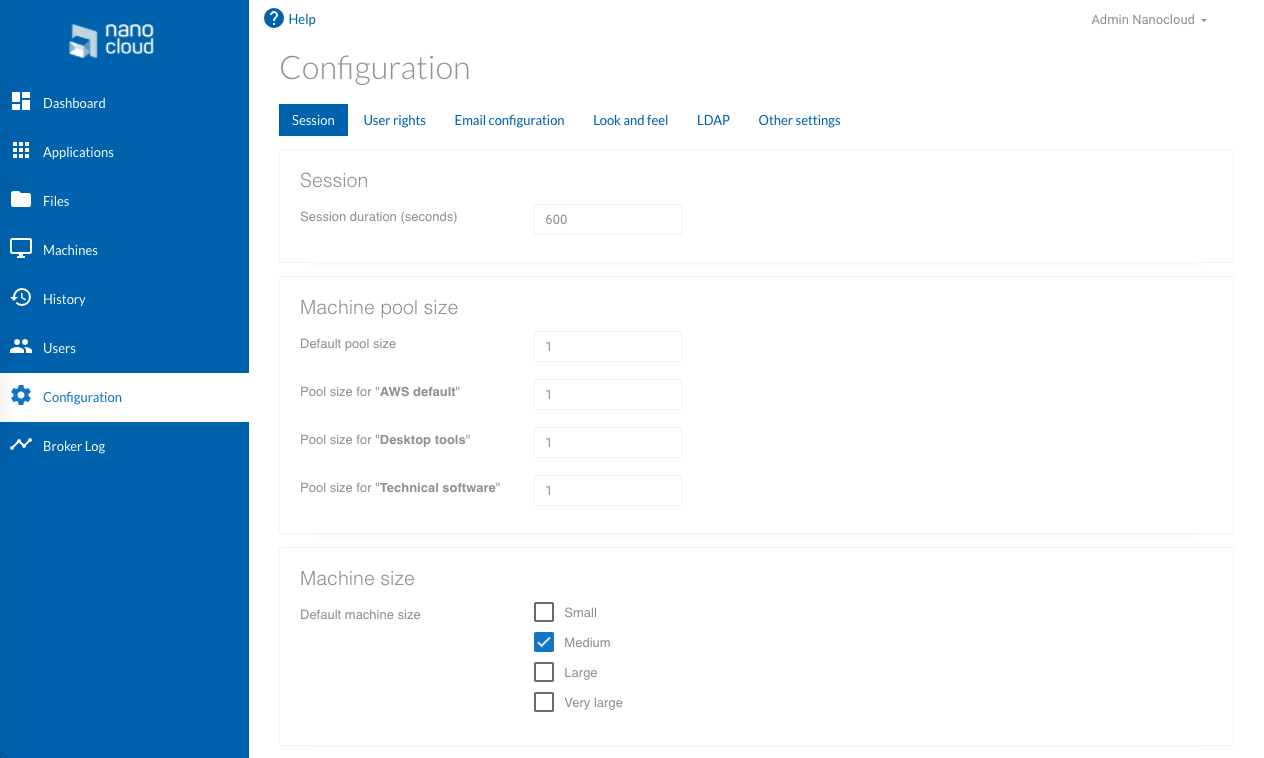 nano
cloud
Help
Admin Nanocloud
Dashboard
Applications
Files
Machines
History
Users
Configuration
Broker Log
Configuration
Session
User rights
Email configuration
Look and feel
LDAP
Other settings
Session
Session duration (seconds)
600
Machine pool size
Default pool size
1
Pool size for "AWS default"
1
Pool size for "Desktop tools"
1
Pool size for "Technical software"
1
Machine size
Default machine size
Small
Medium
Large
Very large